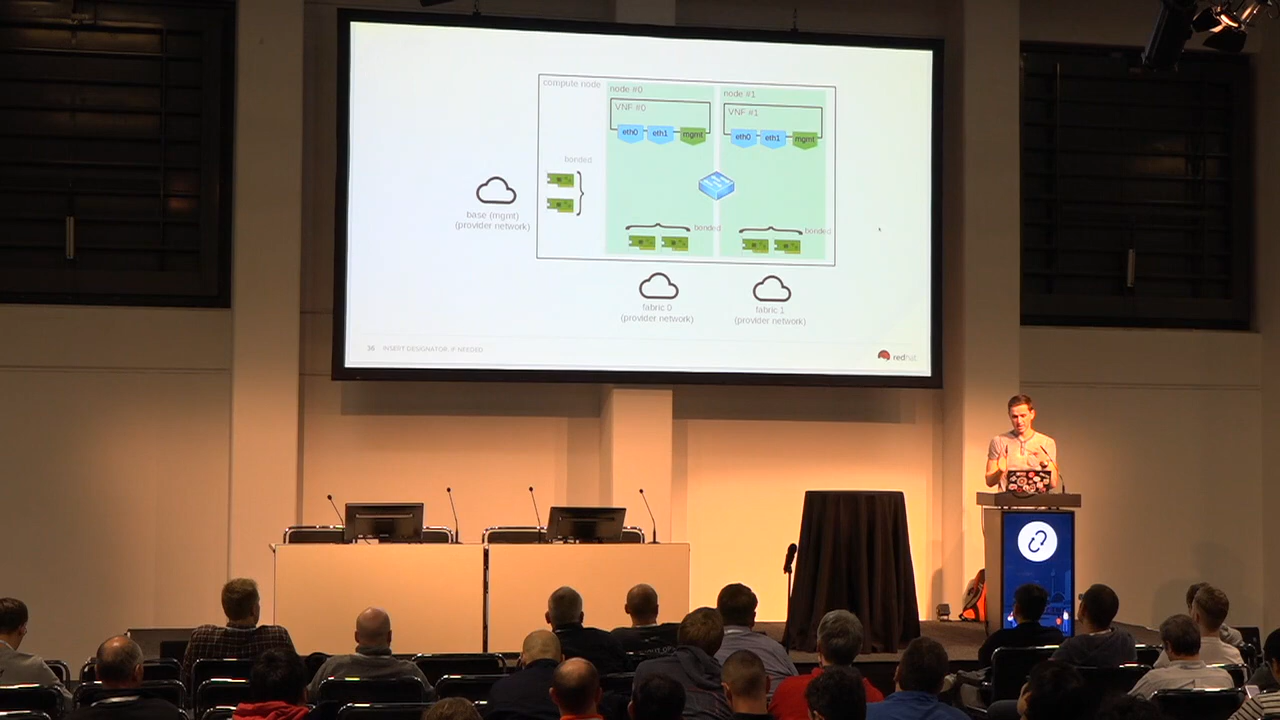 compute node
node #0
node #1
VNF #0
VNF #1
eth0
eth1
mgmt
eth0
eth1
mgmt
bonded
base (mgmt)
(provider network)
bonded
bonded
fabric 0
(provider network)
fabric 1
(provider network)
36 INSERT DESIGNATOR, IF NEEDED
redhat